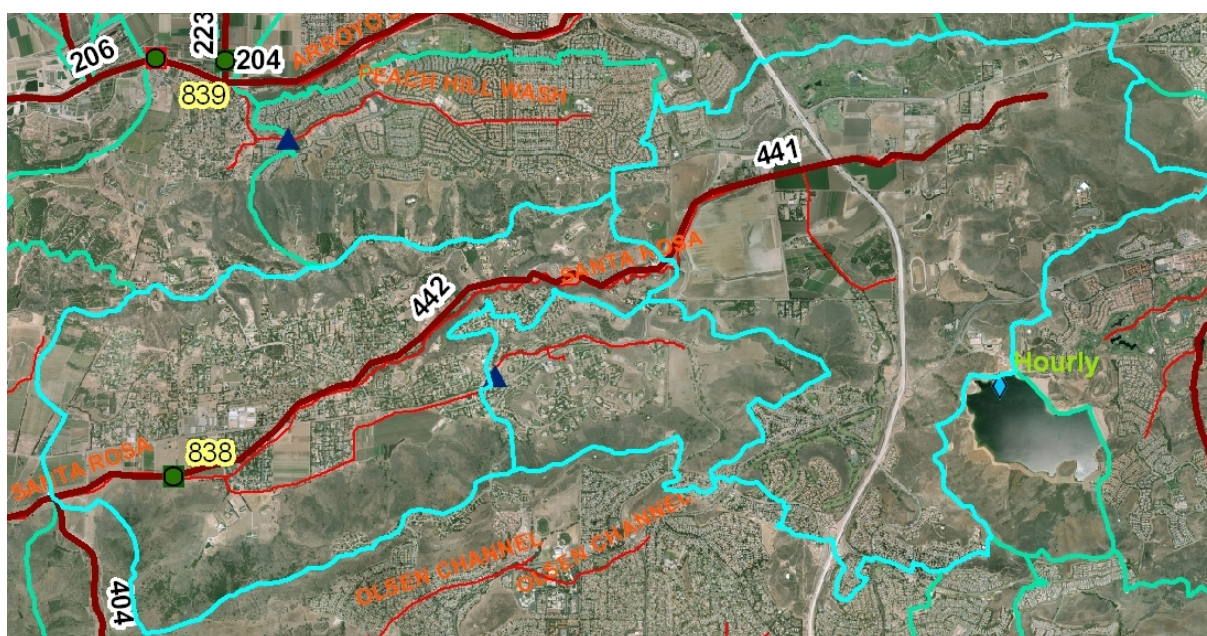 206
223
204
ARROYO
839
PEACH HILL WASH
441
SANTA ROSA
442
Hourly
838
SANTA ROSA
OLSEN CHANNEL
OLSEN CHANNEL
404